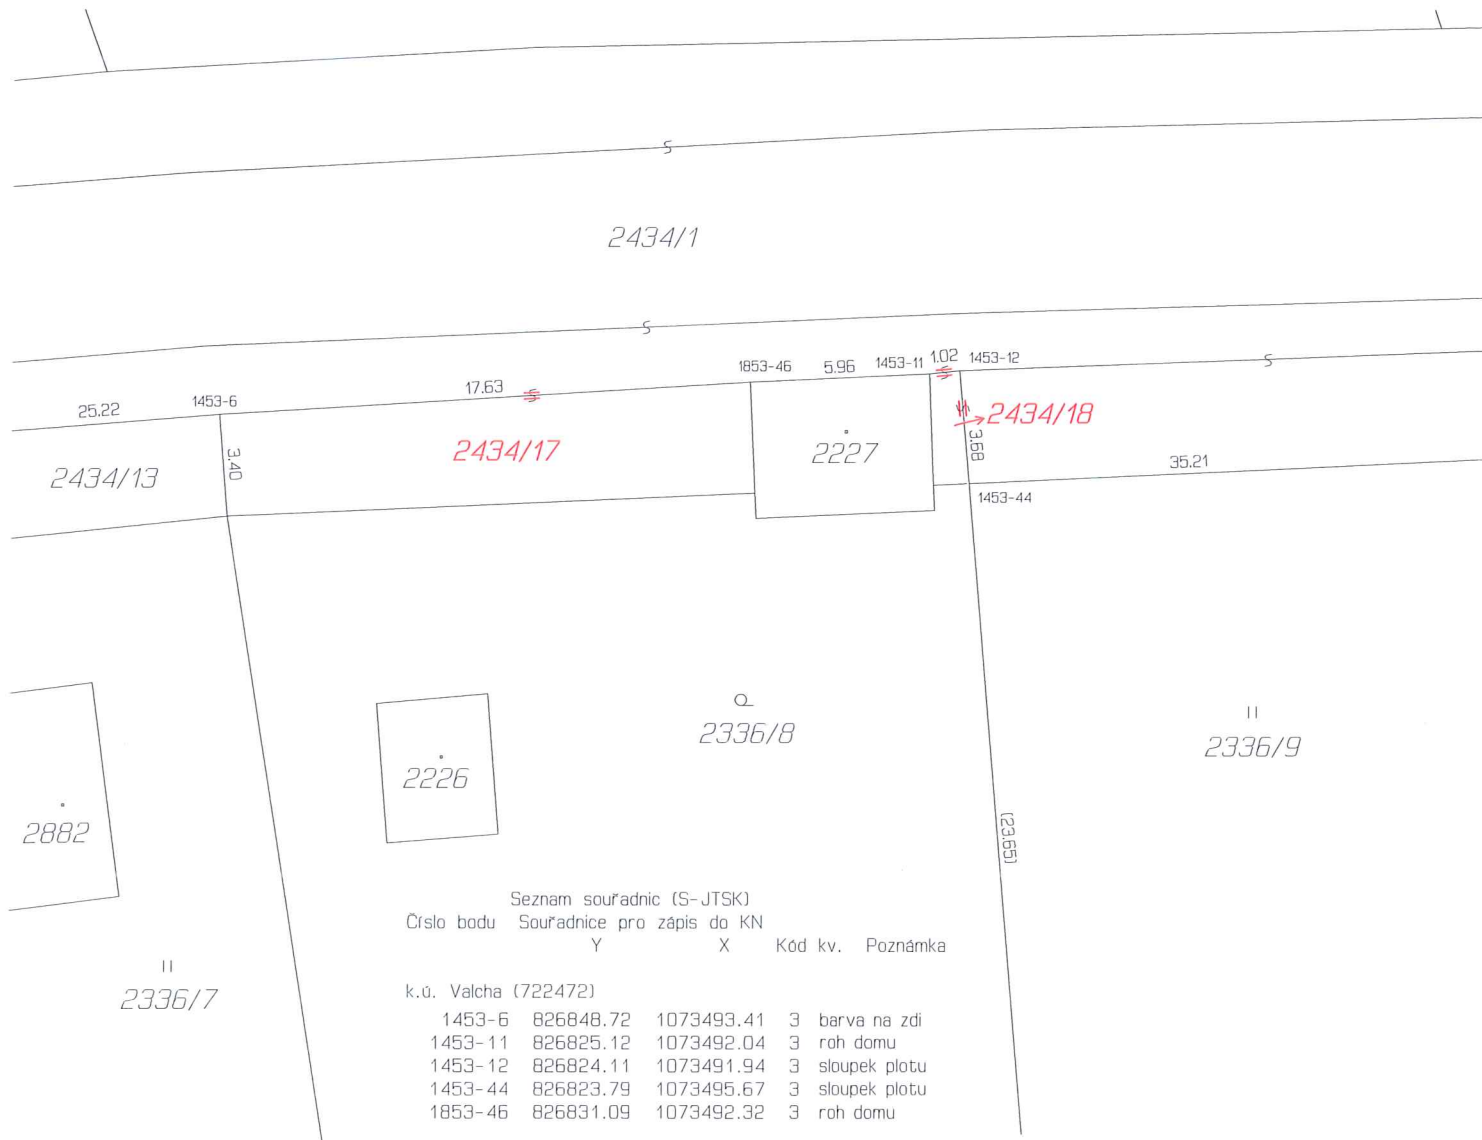 2434/1
1853-46
5.96
1453-11
1.02
1453-12
17.63
1453-6
25.22
2434/18
2434/17
2227
3.68
2434/13
3.40
35.21
1453-44
2336/8
2336/9
2226
2882
(23.65)
2336/7
Seznam souřadnic (S-JTSK)
Číslo bodu Souřadnice pro zápis do KN
Y X Kód kv. Poznámka
k.ú. Valcha (722472)
1453-6 826848.72 1073493.41 3 barva na zdi
1453-11 826825.12 1073492.04 3 roh domu
1453-12 826824.11 1073491.94 3 sloupek plotu
1453-44 826823.79 1073495.67 3 sloupek plotu
1853-46 826831.09 1073492.32 3 roh domu